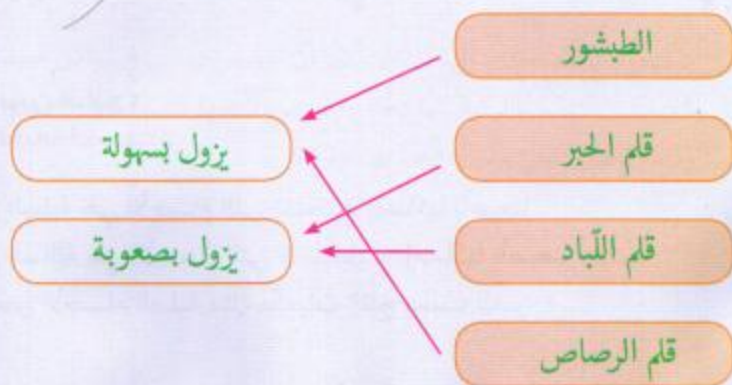 الطبشور
قلم الحبر
يزول بسهولة
قلم اللّباد
يزول بصعوبة
قلم الرصاص